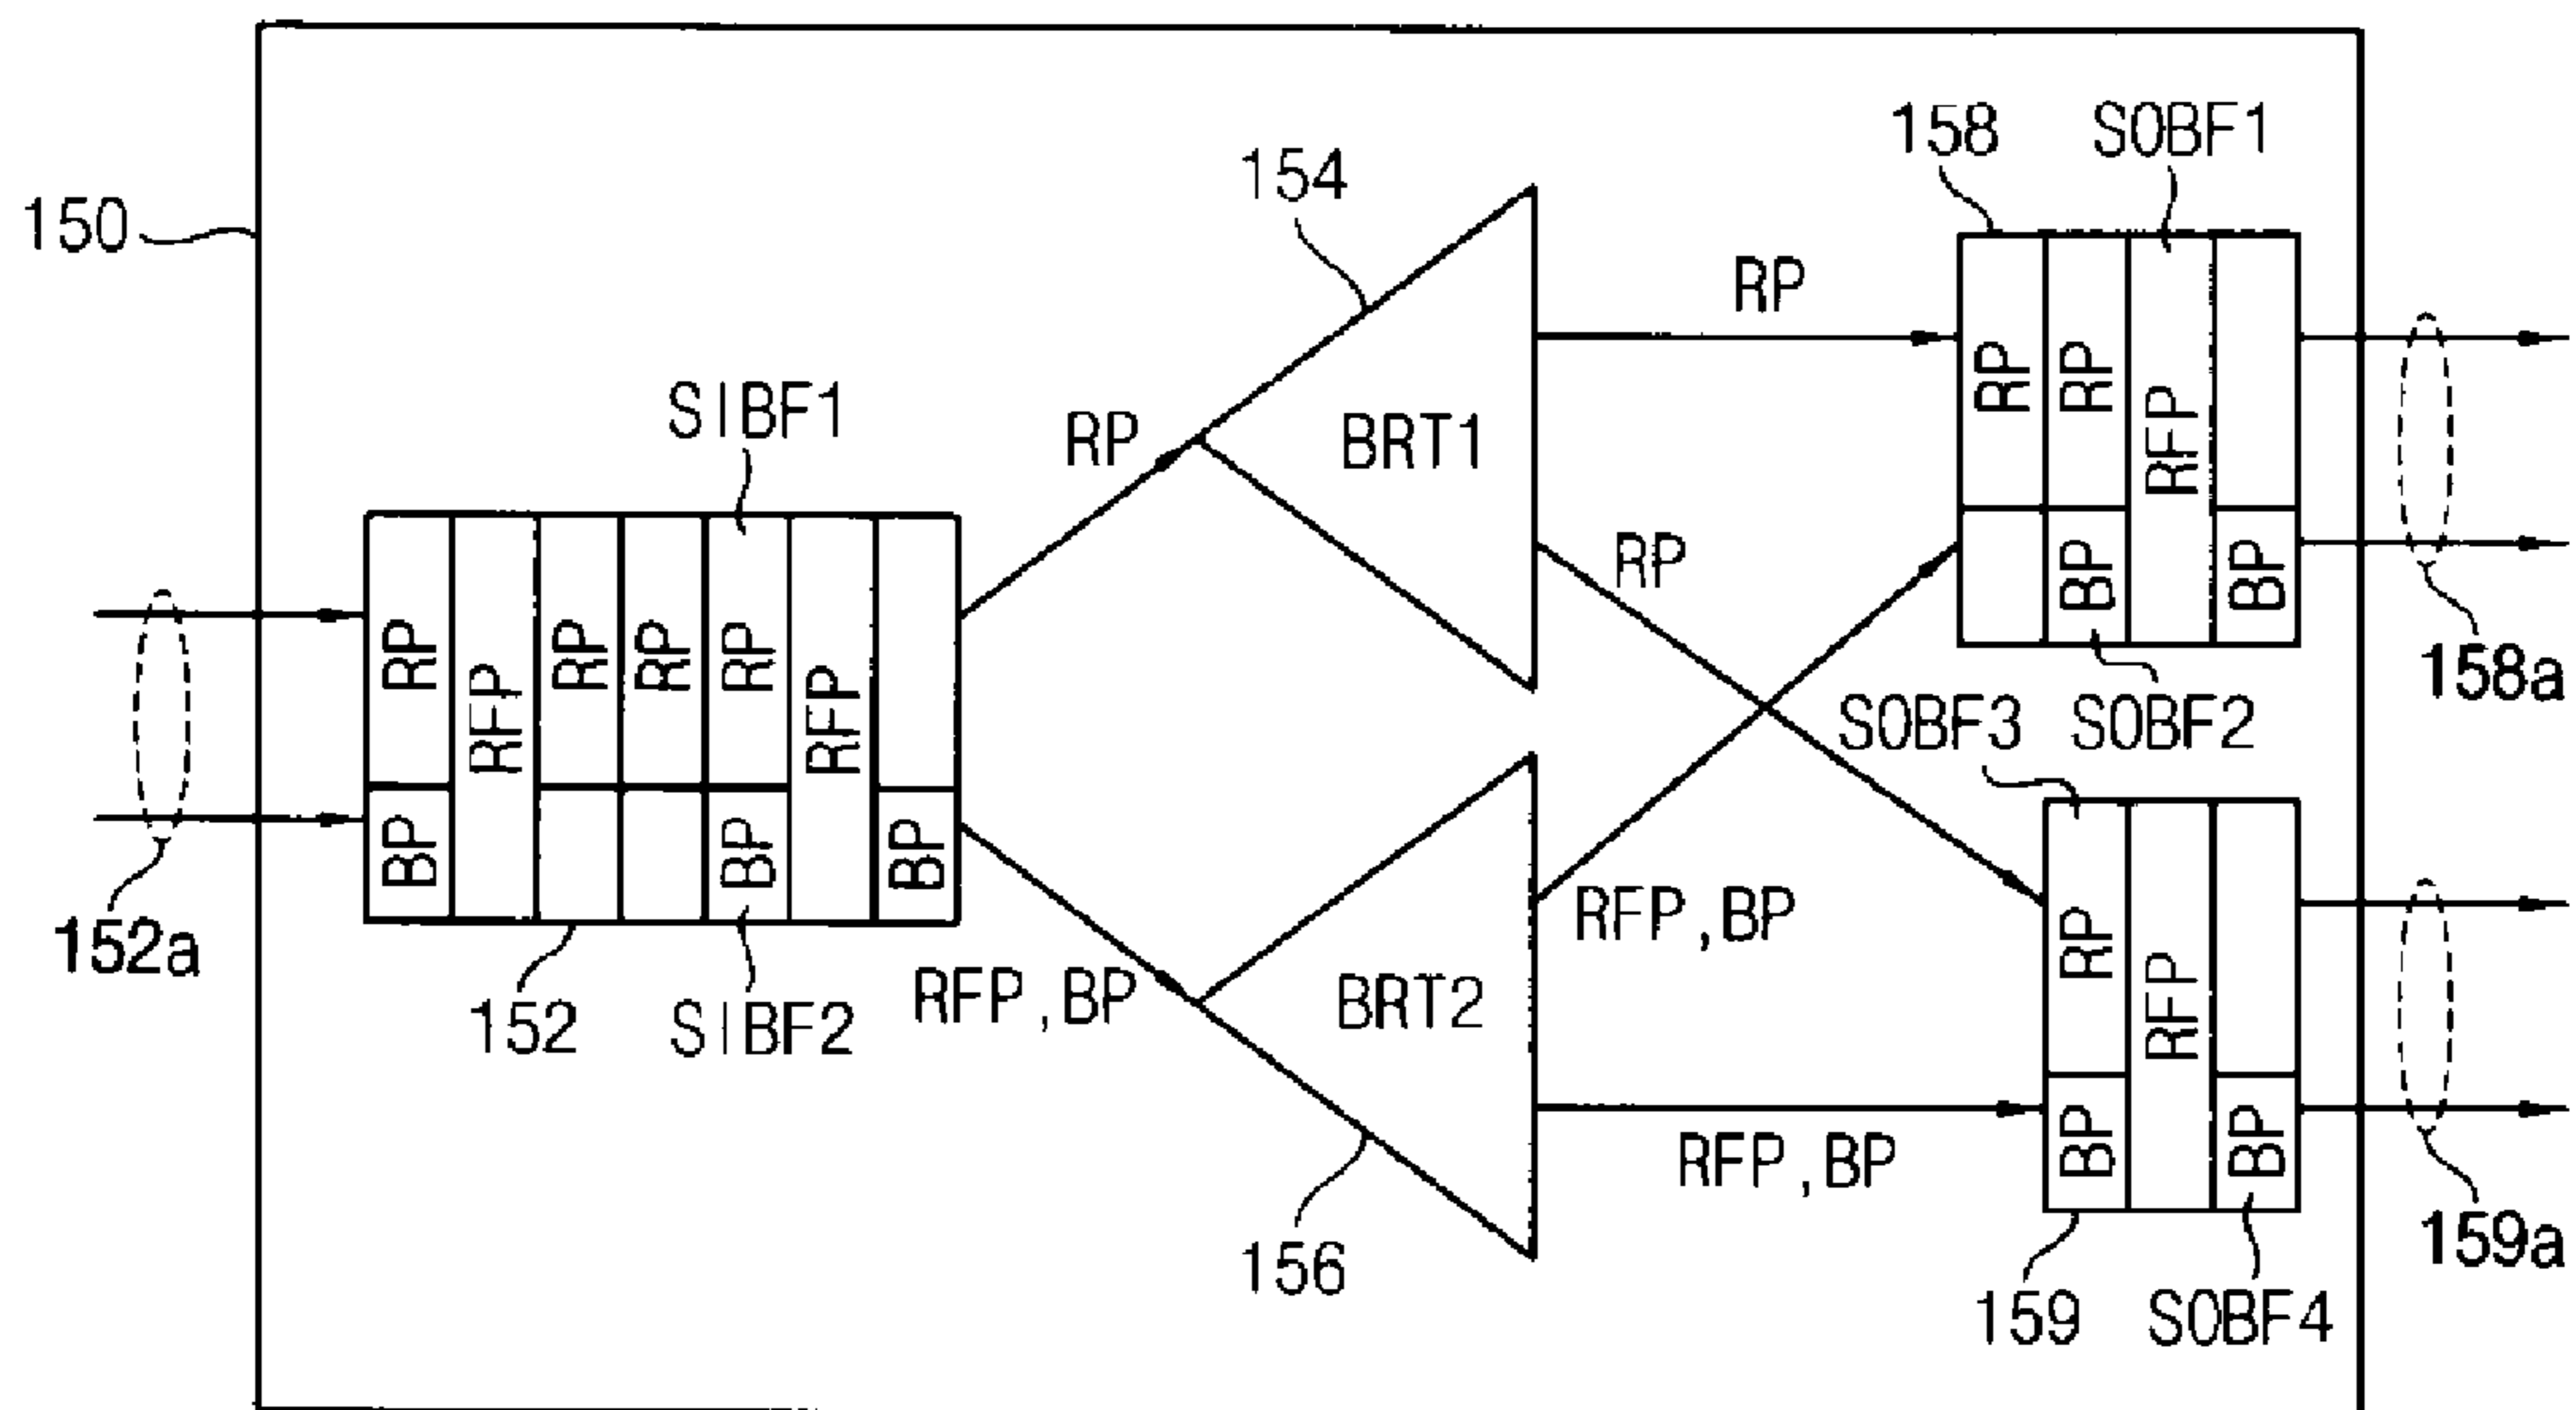 158
SOBF1
154
150
RP
SIBF1
RP
RP
RP
RFP
BRT1
RP
RP
RFP
RP
RP
RP
RFP
BP
BP
158a
SOBF3
SOBF2
BP
BP
BP
152a
RFP,BP
RP
RFP
152
SIBF2
RFP,BP
BRT2
BP
BP
RFP,BP
156
159
SOBF4
159a